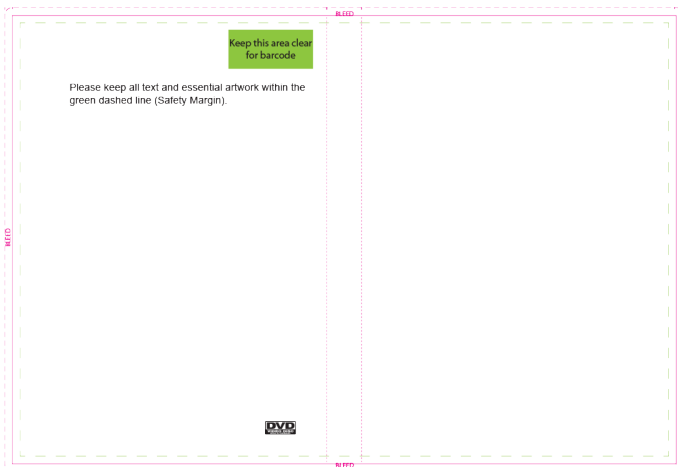 BLEED
Keep this area clear
for barcode
Please keep all text and essential artwork within the
green dashed line (Safety Margin).
BLEED
DVD
BLEED